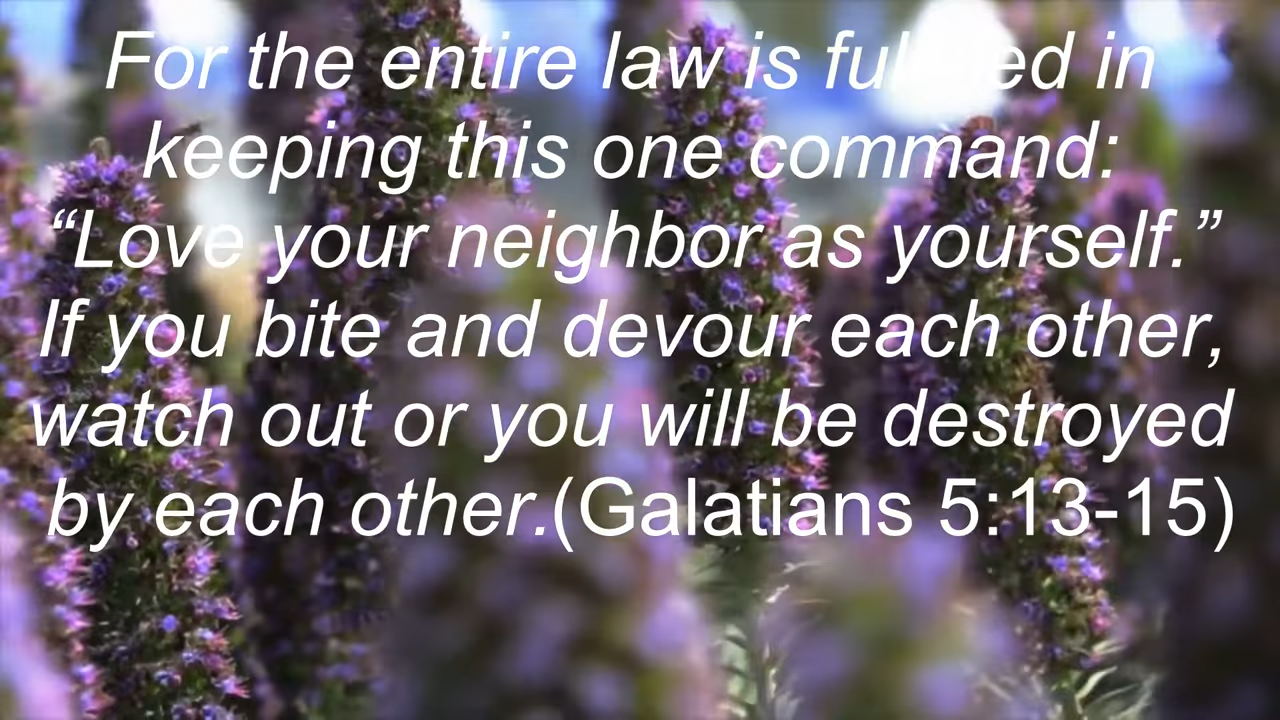 For the entire law is fulfilled in
keeping this one command:
“Love your neighbor as yourself.”
If you bite and devour each other,
watch out or you will be destroyed
by each other.(Galatians 5:13-15)